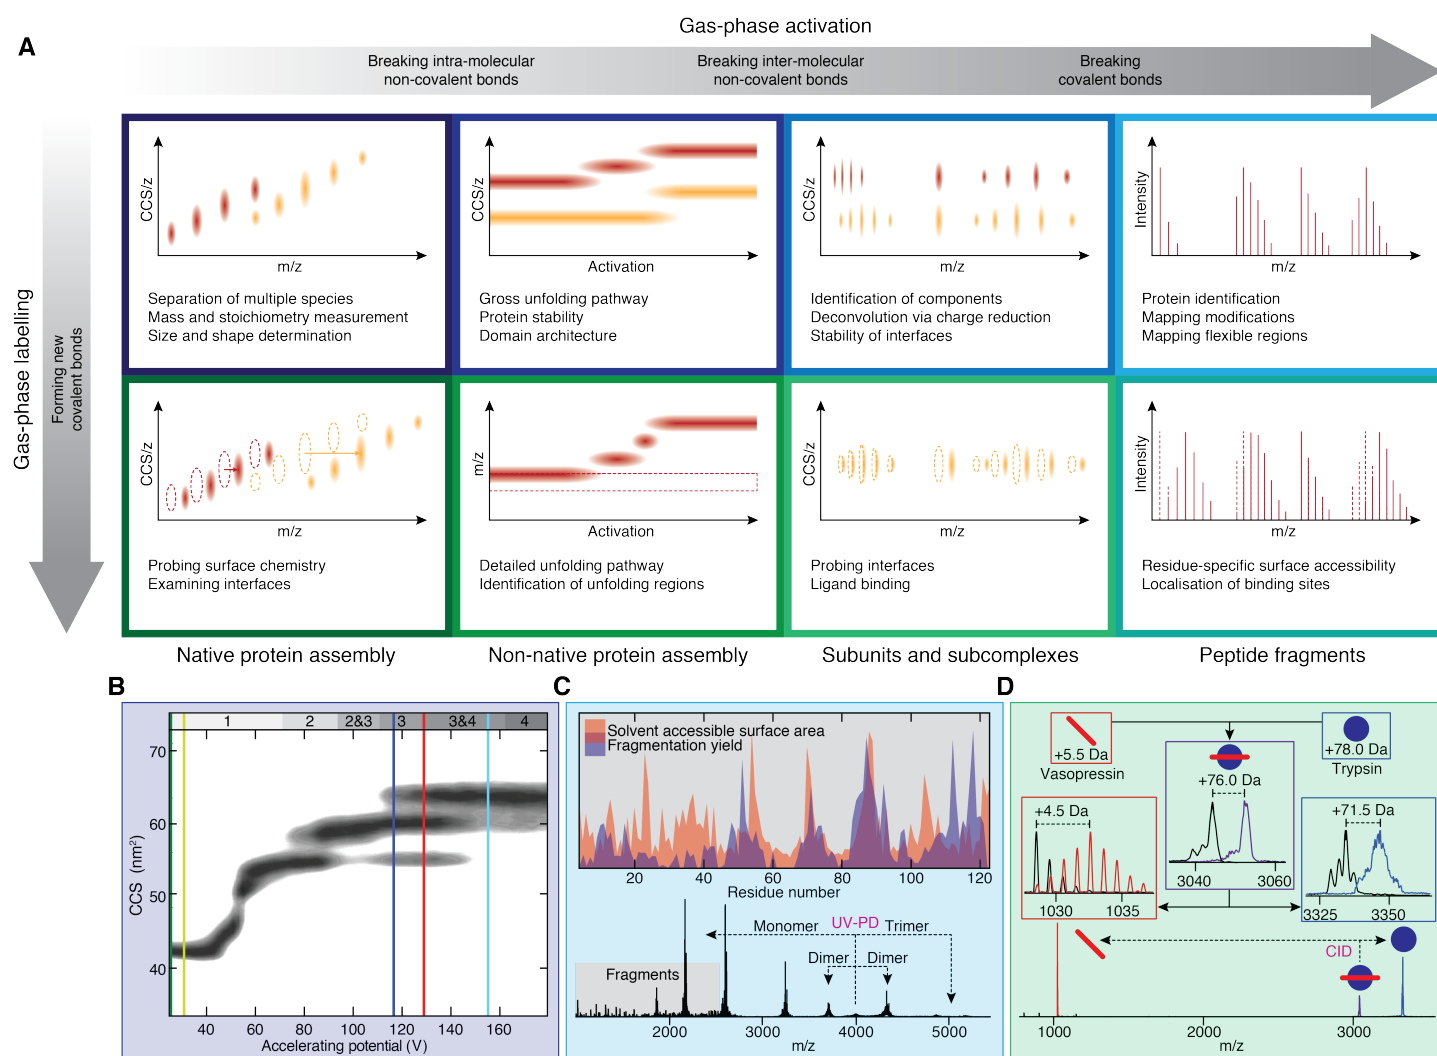 Gas-phase activation
A
Breaking intra-molecular
non-covalent bonds
Breaking inter-molecular
non-covalent bonds
Breaking
covalent bonds
Gas-phase labelling
Forming new
covalent bonds
CCS/z
m/z
Separation of multiple species
Mass and stoichiometry measurement
Size and shape determination
CCS/z
Activation
Gross unfolding pathway
Protein stability
Domain architecture
CCS/z
m/z
Identification of components
Deconvolution via charge reduction
Stability of interfaces
Intensity
m/z
Protein identification
Mapping modifications
Mapping flexible regions
CCS/z
m/z
Probing surface chemistry
Examining interfaces
m/z
Activation
Detailed unfolding pathway
Identification of unfolding regions
CCS/z
m/z
Probing interfaces
Ligand binding
Intensity
m/z
Residue-specific surface accessibility
Localisation of binding sites
Native protein assembly
Non-native protein assembly
Subunits and subcomplexes
Peptide fragments
B
1 2 2&3 3 3&4 4
70
60
50
40
CCS (nm²)
40 60 80 100 120 140 160
Accelerating potential (V)
C
Solvent accessible surface area
Fragmentation yield
20 40 60 80 100 120
Residue number
Monomer UV-PD Trimer
Dimer Dimer
Fragments
2000 3000 4000 5000
m/z
D
+5.5 Da
Vasopressin
+78.0 Da
Trypsin
+76.0 Da
3040 3060
+4.5 Da
1030 1035
+71.5 Da
3325 3350
CID
1000 2000 3000
m/z